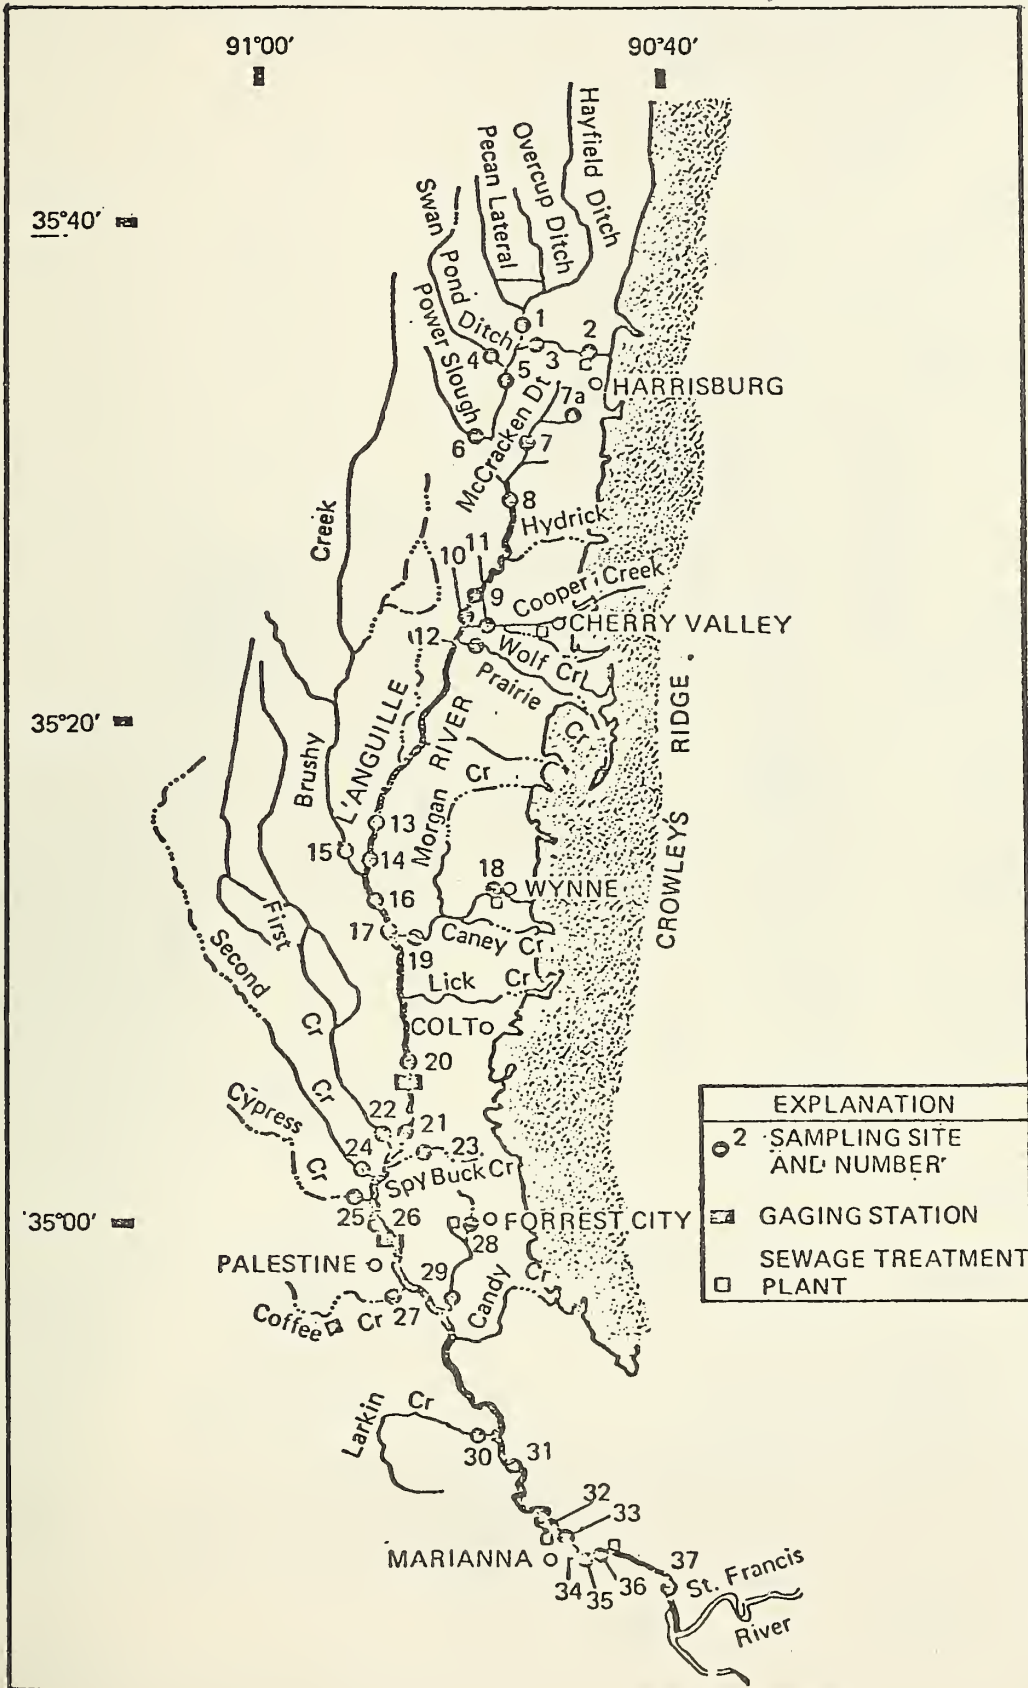 91°00' 90°40'
Hayfield Ditch
Overcup Ditch
Pecan Lateral
Swan Pond Ditch
35°40'
Power Slough
1
2
3
4
5
HARRISBURG
7a
6
McCracken Dt
7
8
Hydrick
Creek
10 11
9
Cooper Creek
CHERRY VALLEY
12
Wolf Cr
Prairie
Cr
35°20'
Brushy
L'ANGUILLE
RIVER
CROWLEY'S RIDGE
Morgan
Cr
13
15
14
18
WYNNE
16
First
Cr
17
Caney Cr
19
Second
Cr
Lick Cr
COLT
20
Cypress
Cr
22
21
24
23
Spy Buck Cr
EXPLANATION
2 SAMPLING SITE
AND NUMBER
GAGING STATION
SEWAGE TREATMENT
PLANT
35°00'
25
26
FORREST CITY
28
PALESTINE
29
Candy
Cr
Coffee Cr
27
Larkin
Cr
30
31
32
33
MARIANNA
34
35
36
37
St. Francis
River